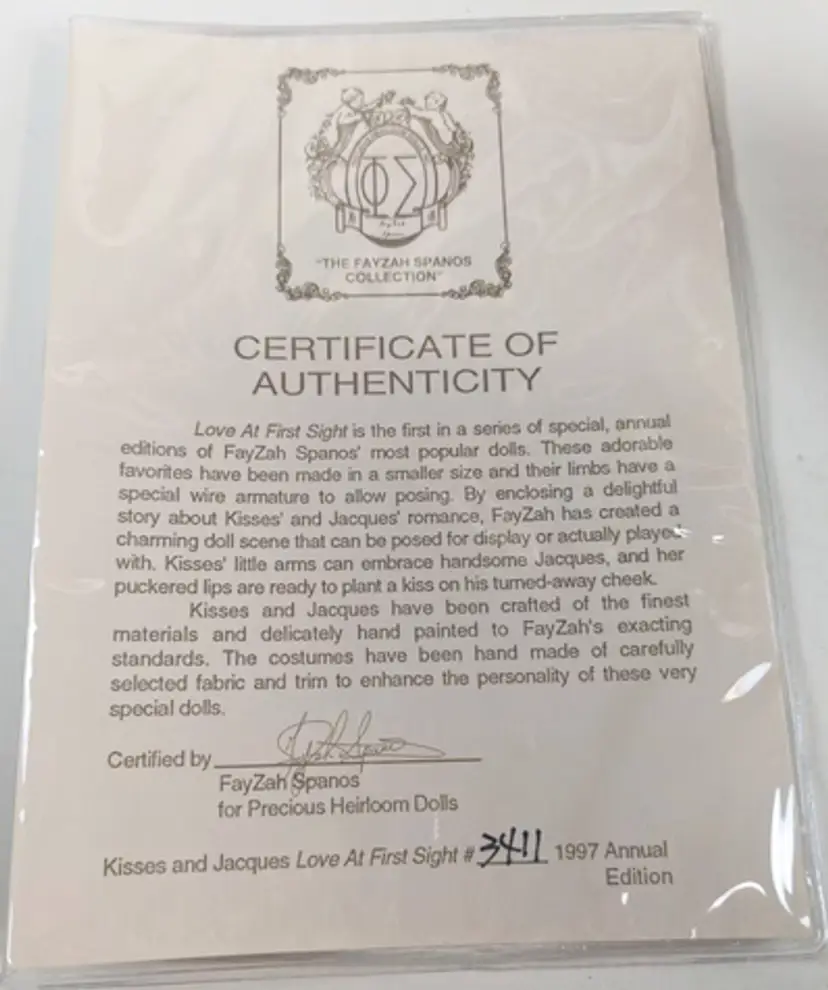 ΦΣ
"THE FAYZAH SPANOS
COLLECTION"
CERTIFICATE OF
AUTHENTICITY
Love At First Sight is the first in a series of special, annual
editions of FayZah Spanos' most popular dolls. These adorable
favorites have been made in a smaller size and their limbs have a
special wire armature to allow posing. By enclosing a delightful
story about Kisses' and Jacques' romance, FayZah has created a
charming doll scene that can be posed for display or actually played
with. Kisses' little arms can embrace handsome Jacques, and her
puckered lips are ready to plant a kiss on his turned-away cheek.
Kisses and Jacques have been crafted of the finest
materials and delicately hand painted to FayZah's exacting
standards. The costumes have been hand made of carefully
selected fabric and trim to enhance the personality of these very
special dolls.
Certified by
FayZah Spanos
for Precious Heirloom Dolls
Kisses and Jacques Love At First Sight # 3411 1997 Annual
Edition